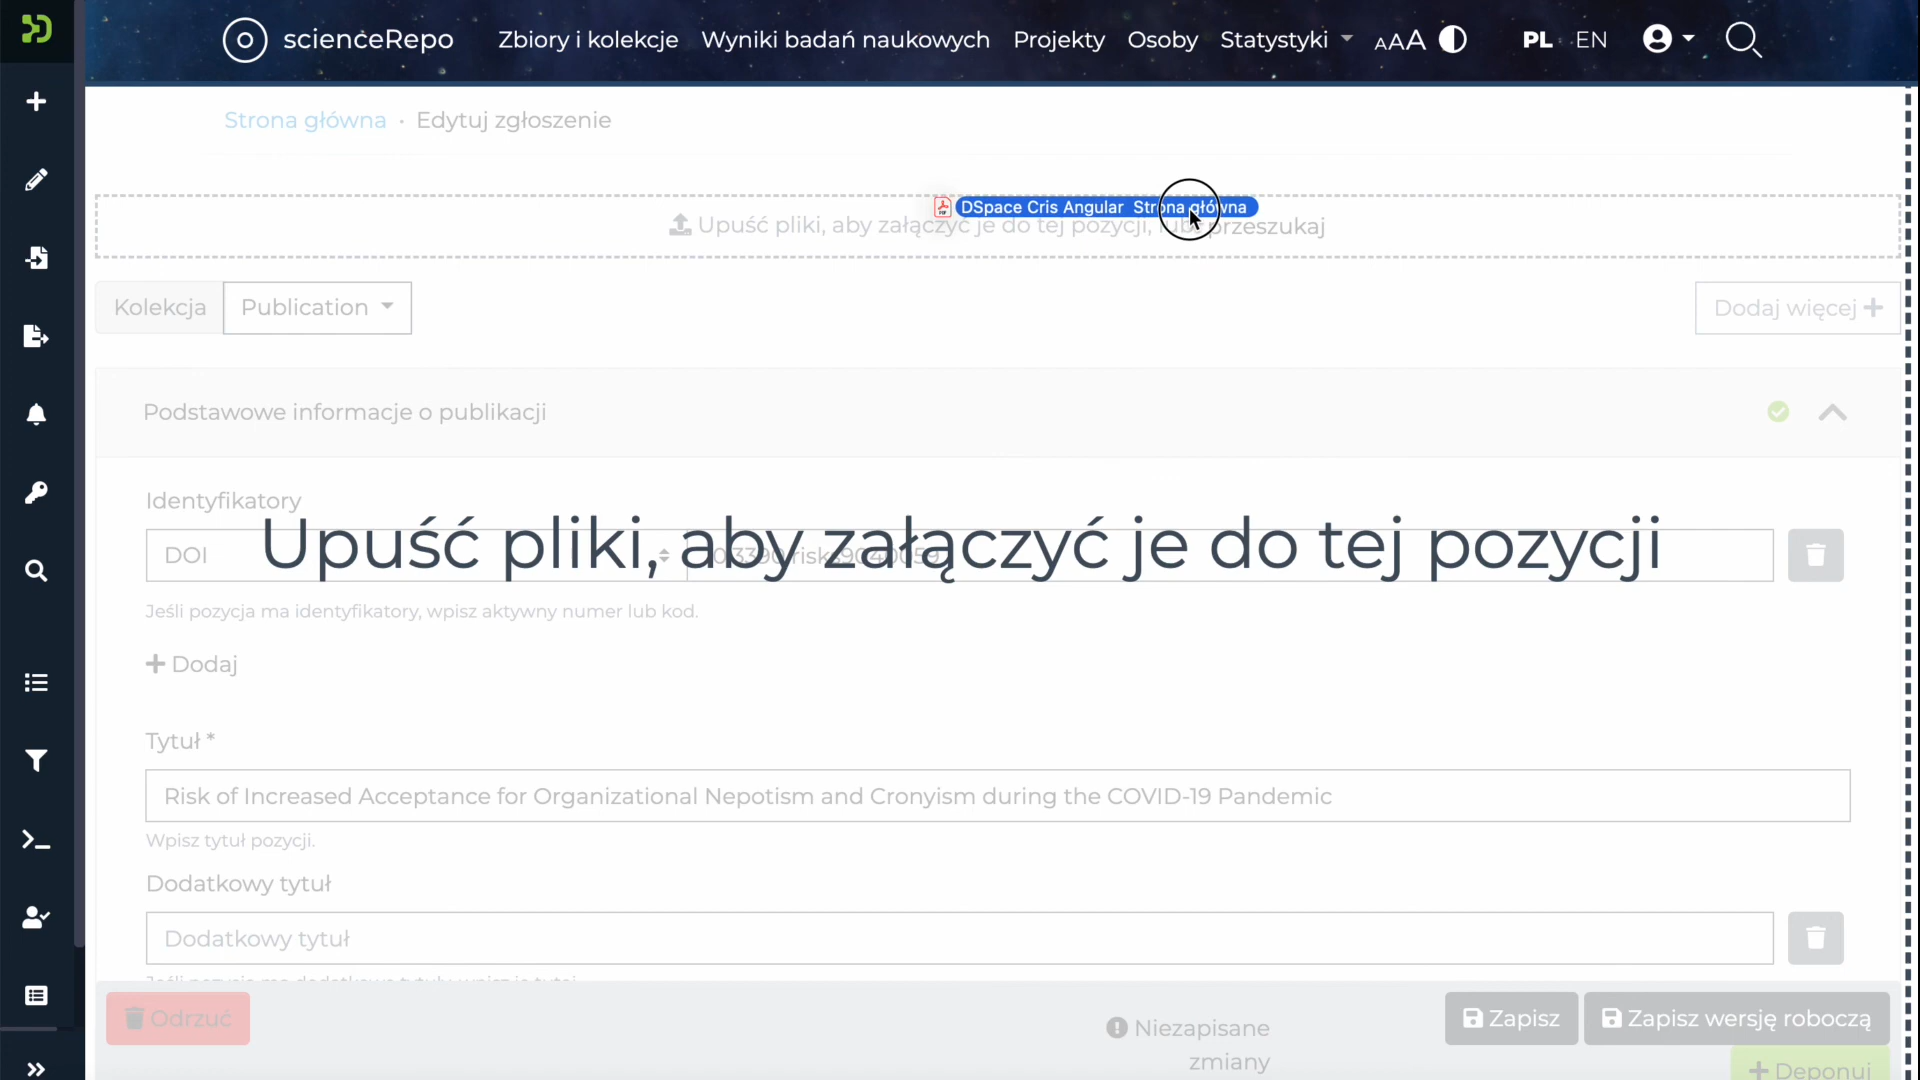 scienceRepo
Zbiory i kolekcje
Wyniki badań naukowych
Projekty
Osoby
Statystyki
AAA
PL · EN
Strona główna · Edytuj zgłoszenie
DSpace Cris Angular Strona główna
Upuść pliki, aby załączyć je do tej pozycji, lub przeszukaj
Kolekcja
Publication
Dodaj więcej +
Podstawowe informacje o publikacji
Identyfikatory
Upuść pliki, aby załączyć je do tej pozycji
DOI
Jeśli pozycja ma identyfikatory, wpisz aktywny numer lub kod.
+ Dodaj
Tytuł *
Risk of Increased Acceptance for Organizational Nepotism and Cronyism during the COVID-19 Pandemic
Wpisz tytuł pozycji.
Dodatkowy tytuł
Dodatkowy tytuł
Odrzuć
Niezapisane
zmiany
Zapisz
Zapisz wersję roboczą
+ Deponuj